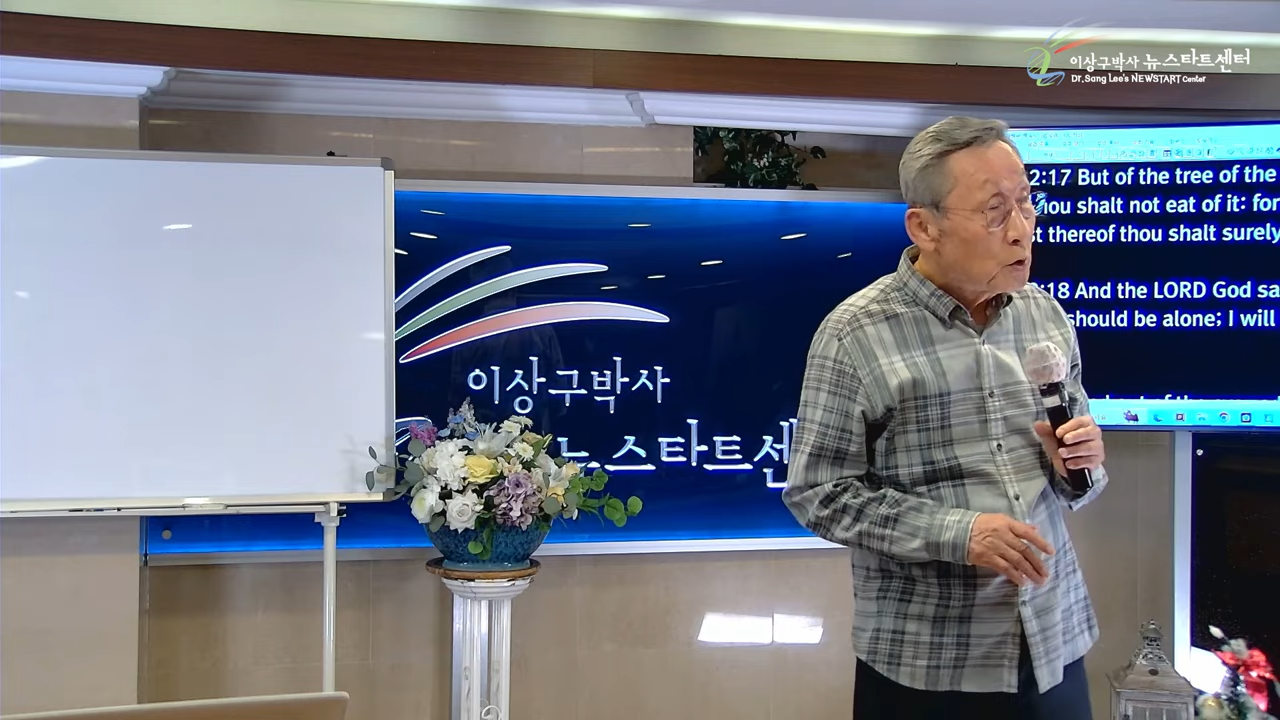 이상구박사 뉴스타트센터
Dr. Sang Lee's NEWSTART Center
2:17 But of the tree of the
hou shalt not eat of it: for
t thereof thou shalt surely
:18 And the LORD God sa
should be alone; I will
이상구박사
뉴스타트센